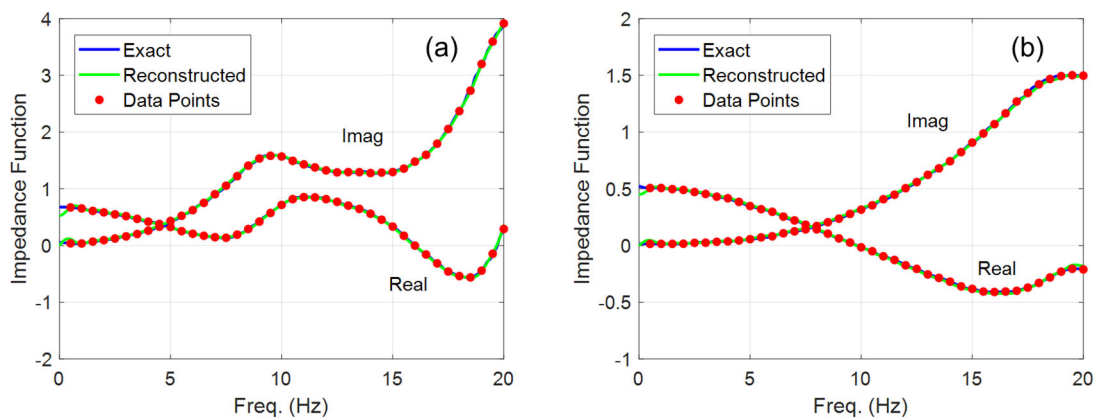 (a)
Exact
Reconstructed
Data Points
Imag
Real
4
3
2
1
0
-1
-2
0
5
10
15
20
Impedance Function
Freq. (Hz)
(b)
Exact
Reconstructed
Data Points
Imag
Real
2
1.5
1
0.5
0
-0.5
-1
0
5
10
15
20
Impedance Function
Freq. (Hz)